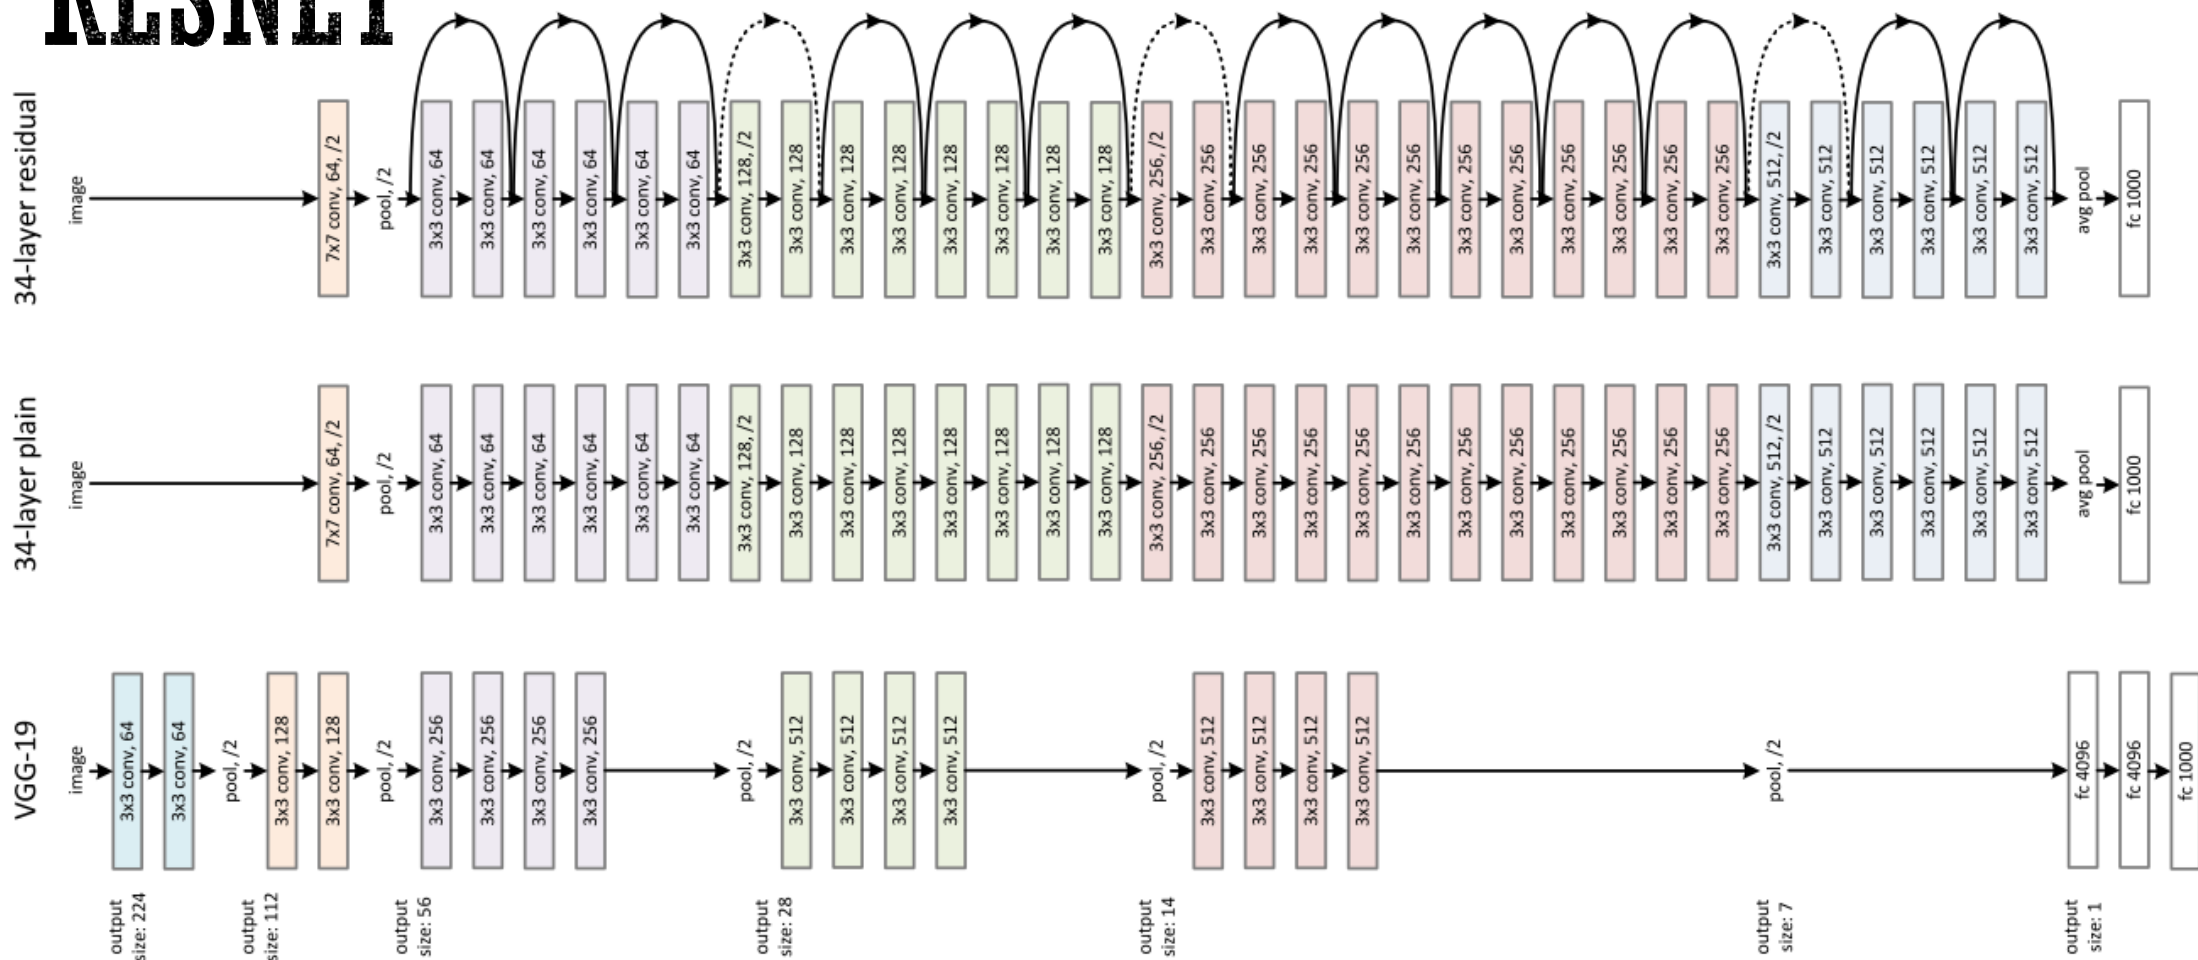 RESNET
34-layer residual
image
7x7 conv, 64, /2
pool, /2
3x3 conv, 64
3x3 conv, 64
3x3 conv, 64
3x3 conv, 64
3x3 conv, 64
3x3 conv, 64
3x3 conv, 128, /2
3x3 conv, 128
3x3 conv, 128
3x3 conv, 128
3x3 conv, 128
3x3 conv, 128
3x3 conv, 128
3x3 conv, 128
3x3 conv, 256, /2
3x3 conv, 256
3x3 conv, 256
3x3 conv, 256
3x3 conv, 256
3x3 conv, 256
3x3 conv, 256
3x3 conv, 256
3x3 conv, 256
3x3 conv, 256
3x3 conv, 256
3x3 conv, 256
3x3 conv, 512, /2
3x3 conv, 512
3x3 conv, 512
3x3 conv, 512
3x3 conv, 512
3x3 conv, 512
avg pool
fc 1000
34-layer plain
image
7x7 conv, 64, /2
pool, /2
3x3 conv, 64
3x3 conv, 64
3x3 conv, 64
3x3 conv, 64
3x3 conv, 64
3x3 conv, 64
3x3 conv, 128, /2
3x3 conv, 128
3x3 conv, 128
3x3 conv, 128
3x3 conv, 128
3x3 conv, 128
3x3 conv, 128
3x3 conv, 128
3x3 conv, 256, /2
3x3 conv, 256
3x3 conv, 256
3x3 conv, 256
3x3 conv, 256
3x3 conv, 256
3x3 conv, 256
3x3 conv, 256
3x3 conv, 256
3x3 conv, 256
3x3 conv, 256
3x3 conv, 256
3x3 conv, 512, /2
3x3 conv, 512
3x3 conv, 512
3x3 conv, 512
3x3 conv, 512
3x3 conv, 512
avg pool
fc 1000
VGG-19
image
3x3 conv, 64
3x3 conv, 64
pool, /2
3x3 conv, 128
3x3 conv, 128
pool, /2
3x3 conv, 256
3x3 conv, 256
3x3 conv, 256
3x3 conv, 256
pool, /2
3x3 conv, 512
3x3 conv, 512
3x3 conv, 512
3x3 conv, 512
pool, /2
3x3 conv, 512
3x3 conv, 512
3x3 conv, 512
3x3 conv, 512
pool, /2
fc 4096
fc 4096
fc 1000
output
size: 224
output
size: 112
output
size: 56
output
size: 28
output
size: 14
output
size: 7
output
size: 1